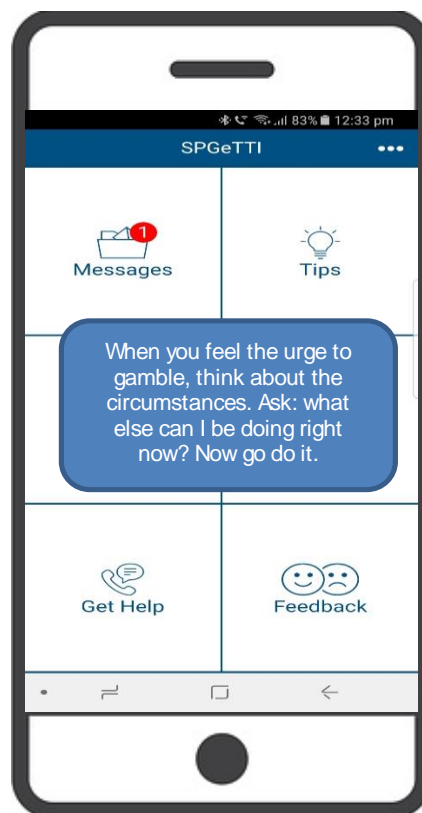 83% 12:33 pm
SPGeTTI
1
Messages
Tips
When you feel the urge to
gamble, think about the
circumstances. Ask: what
else can I be doing right
now? Now go do it.
Get Help
Feedback